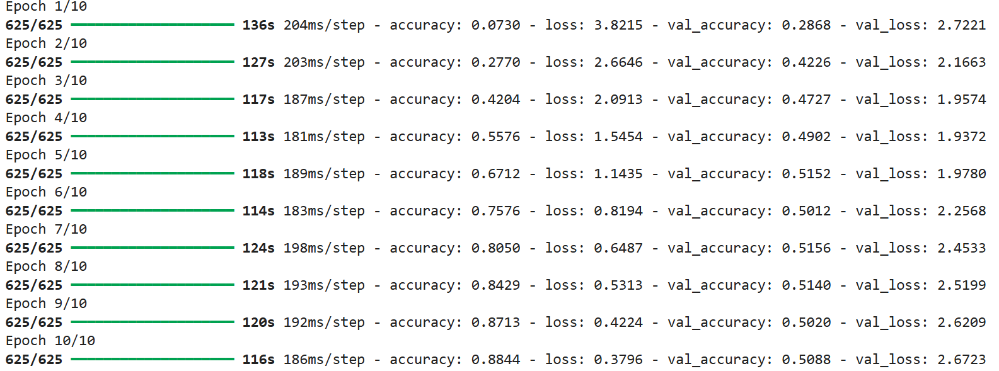 Epoch 1/10
625/625 ━━━━━━━━━━━━━━━━━━━━ 136s 204ms/step - accuracy: 0.0730 - loss: 3.8215 - val_accuracy: 0.2868 - val_loss: 2.7221
Epoch 2/10
625/625 ━━━━━━━━━━━━━━━━━━━━ 127s 203ms/step - accuracy: 0.2770 - loss: 2.6646 - val_accuracy: 0.4226 - val_loss: 2.1663
Epoch 3/10
625/625 ━━━━━━━━━━━━━━━━━━━━ 117s 187ms/step - accuracy: 0.4204 - loss: 2.0913 - val_accuracy: 0.4727 - val_loss: 1.9574
Epoch 4/10
625/625 ━━━━━━━━━━━━━━━━━━━━ 113s 181ms/step - accuracy: 0.5576 - loss: 1.5454 - val_accuracy: 0.4902 - val_loss: 1.9372
Epoch 5/10
625/625 ━━━━━━━━━━━━━━━━━━━━ 118s 189ms/step - accuracy: 0.6712 - loss: 1.1435 - val_accuracy: 0.5152 - val_loss: 1.9780
Epoch 6/10
625/625 ━━━━━━━━━━━━━━━━━━━━ 114s 183ms/step - accuracy: 0.7576 - loss: 0.8194 - val_accuracy: 0.5012 - val_loss: 2.2568
Epoch 7/10
625/625 ━━━━━━━━━━━━━━━━━━━━ 124s 198ms/step - accuracy: 0.8050 - loss: 0.6487 - val_accuracy: 0.5156 - val_loss: 2.4533
Epoch 8/10
625/625 ━━━━━━━━━━━━━━━━━━━━ 121s 193ms/step - accuracy: 0.8429 - loss: 0.5313 - val_accuracy: 0.5140 - val_loss: 2.5199
Epoch 9/10
625/625 ━━━━━━━━━━━━━━━━━━━━ 120s 192ms/step - accuracy: 0.8713 - loss: 0.4224 - val_accuracy: 0.5020 - val_loss: 2.6209
Epoch 10/10
625/625 ━━━━━━━━━━━━━━━━━━━━ 116s 186ms/step - accuracy: 0.8844 - loss: 0.3796 - val_accuracy: 0.5088 - val_loss: 2.6723